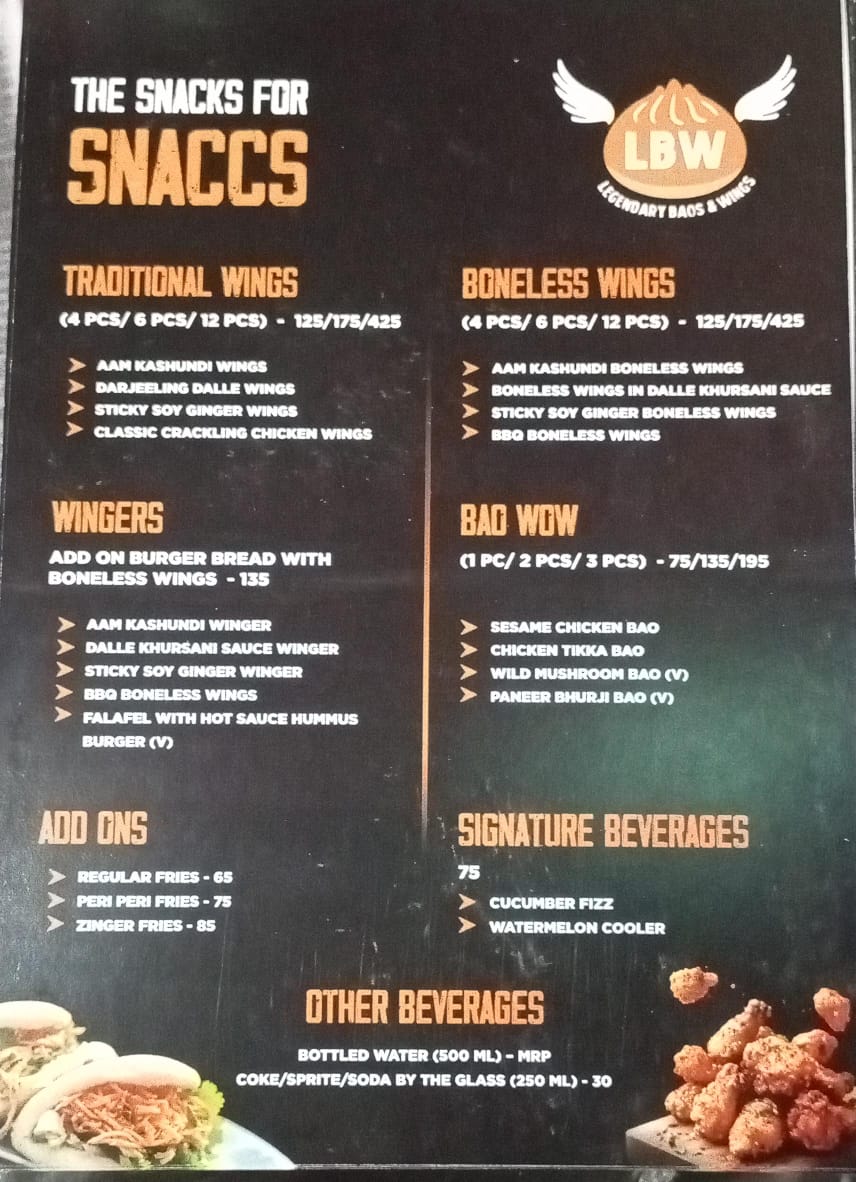 THE SNACKS FOR
SNACCS
LBW
LEGENDART BAOS & WINGS
TRADITIONAL WINGS
(4 PCS/ 6 PCS/ 12 PCS) - 125/175/425
AAM KASHUNDI WINGS
DARJEELING DALLE WINGS
STICKY SOY GINGER WINGS
CLASSIC CRACKLING CHICKEN WINGS
BONELESS WINGS
(4 PCS/ 6 PCS/ 12 PCS) - 125/175/425
AAM KASHUNDI BONELESS WINGS
BONELESS WINGS IN DALLE KHURSANI SAUCE
STICKY SOY GINGER BONELESS WINGS
BBQ BONELESS WINGS
WINGERS
ADD ON BURGER BREAD WITH
BONELESS WINGS - 135
AAM KASHUNDI WINGER
DALLE KHURSANI SAUCE WINGER
STICKY SOY GINGER WINGER
BBQ BONELESS WINGS
FALAFEL WITH HOT SAUCE HUMMUS
BURGER (V)
BAO WOW
(1 PC/ 2 PCS/ 3 PCS) - 75/135/195
SESAME CHICKEN BAO
CHICKEN TIKKA BAO
WILD MUSHROOM BAO (V)
PANEER BHURJI BAO (V)
ADD ONS
REGULAR FRIES - 65
PERI PERI FRIES - 75
ZINGER FRIES - 85
SIGNATURE BEVERAGES
75
CUCUMBER FIZZ
WATERMELON COOLER
OTHER BEVERAGES
BOTTLED WATER (500 ML) - MRP
COKE/SPRITE/SODA BY THE GLASS (250 ML) - 30